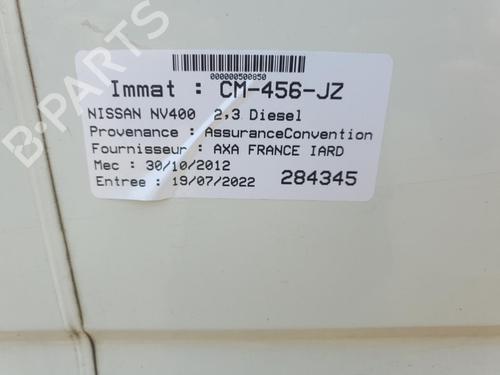 000000500850
Immat : CM-456-JZ
NISSAN NV400 2,3 Diesel
Provenance : AssuranceConvention
Fournisseur : AXA FRANCE IARD
Mec : 30/10/2012
Entree : 19/07/2022 284345
B-PARTS